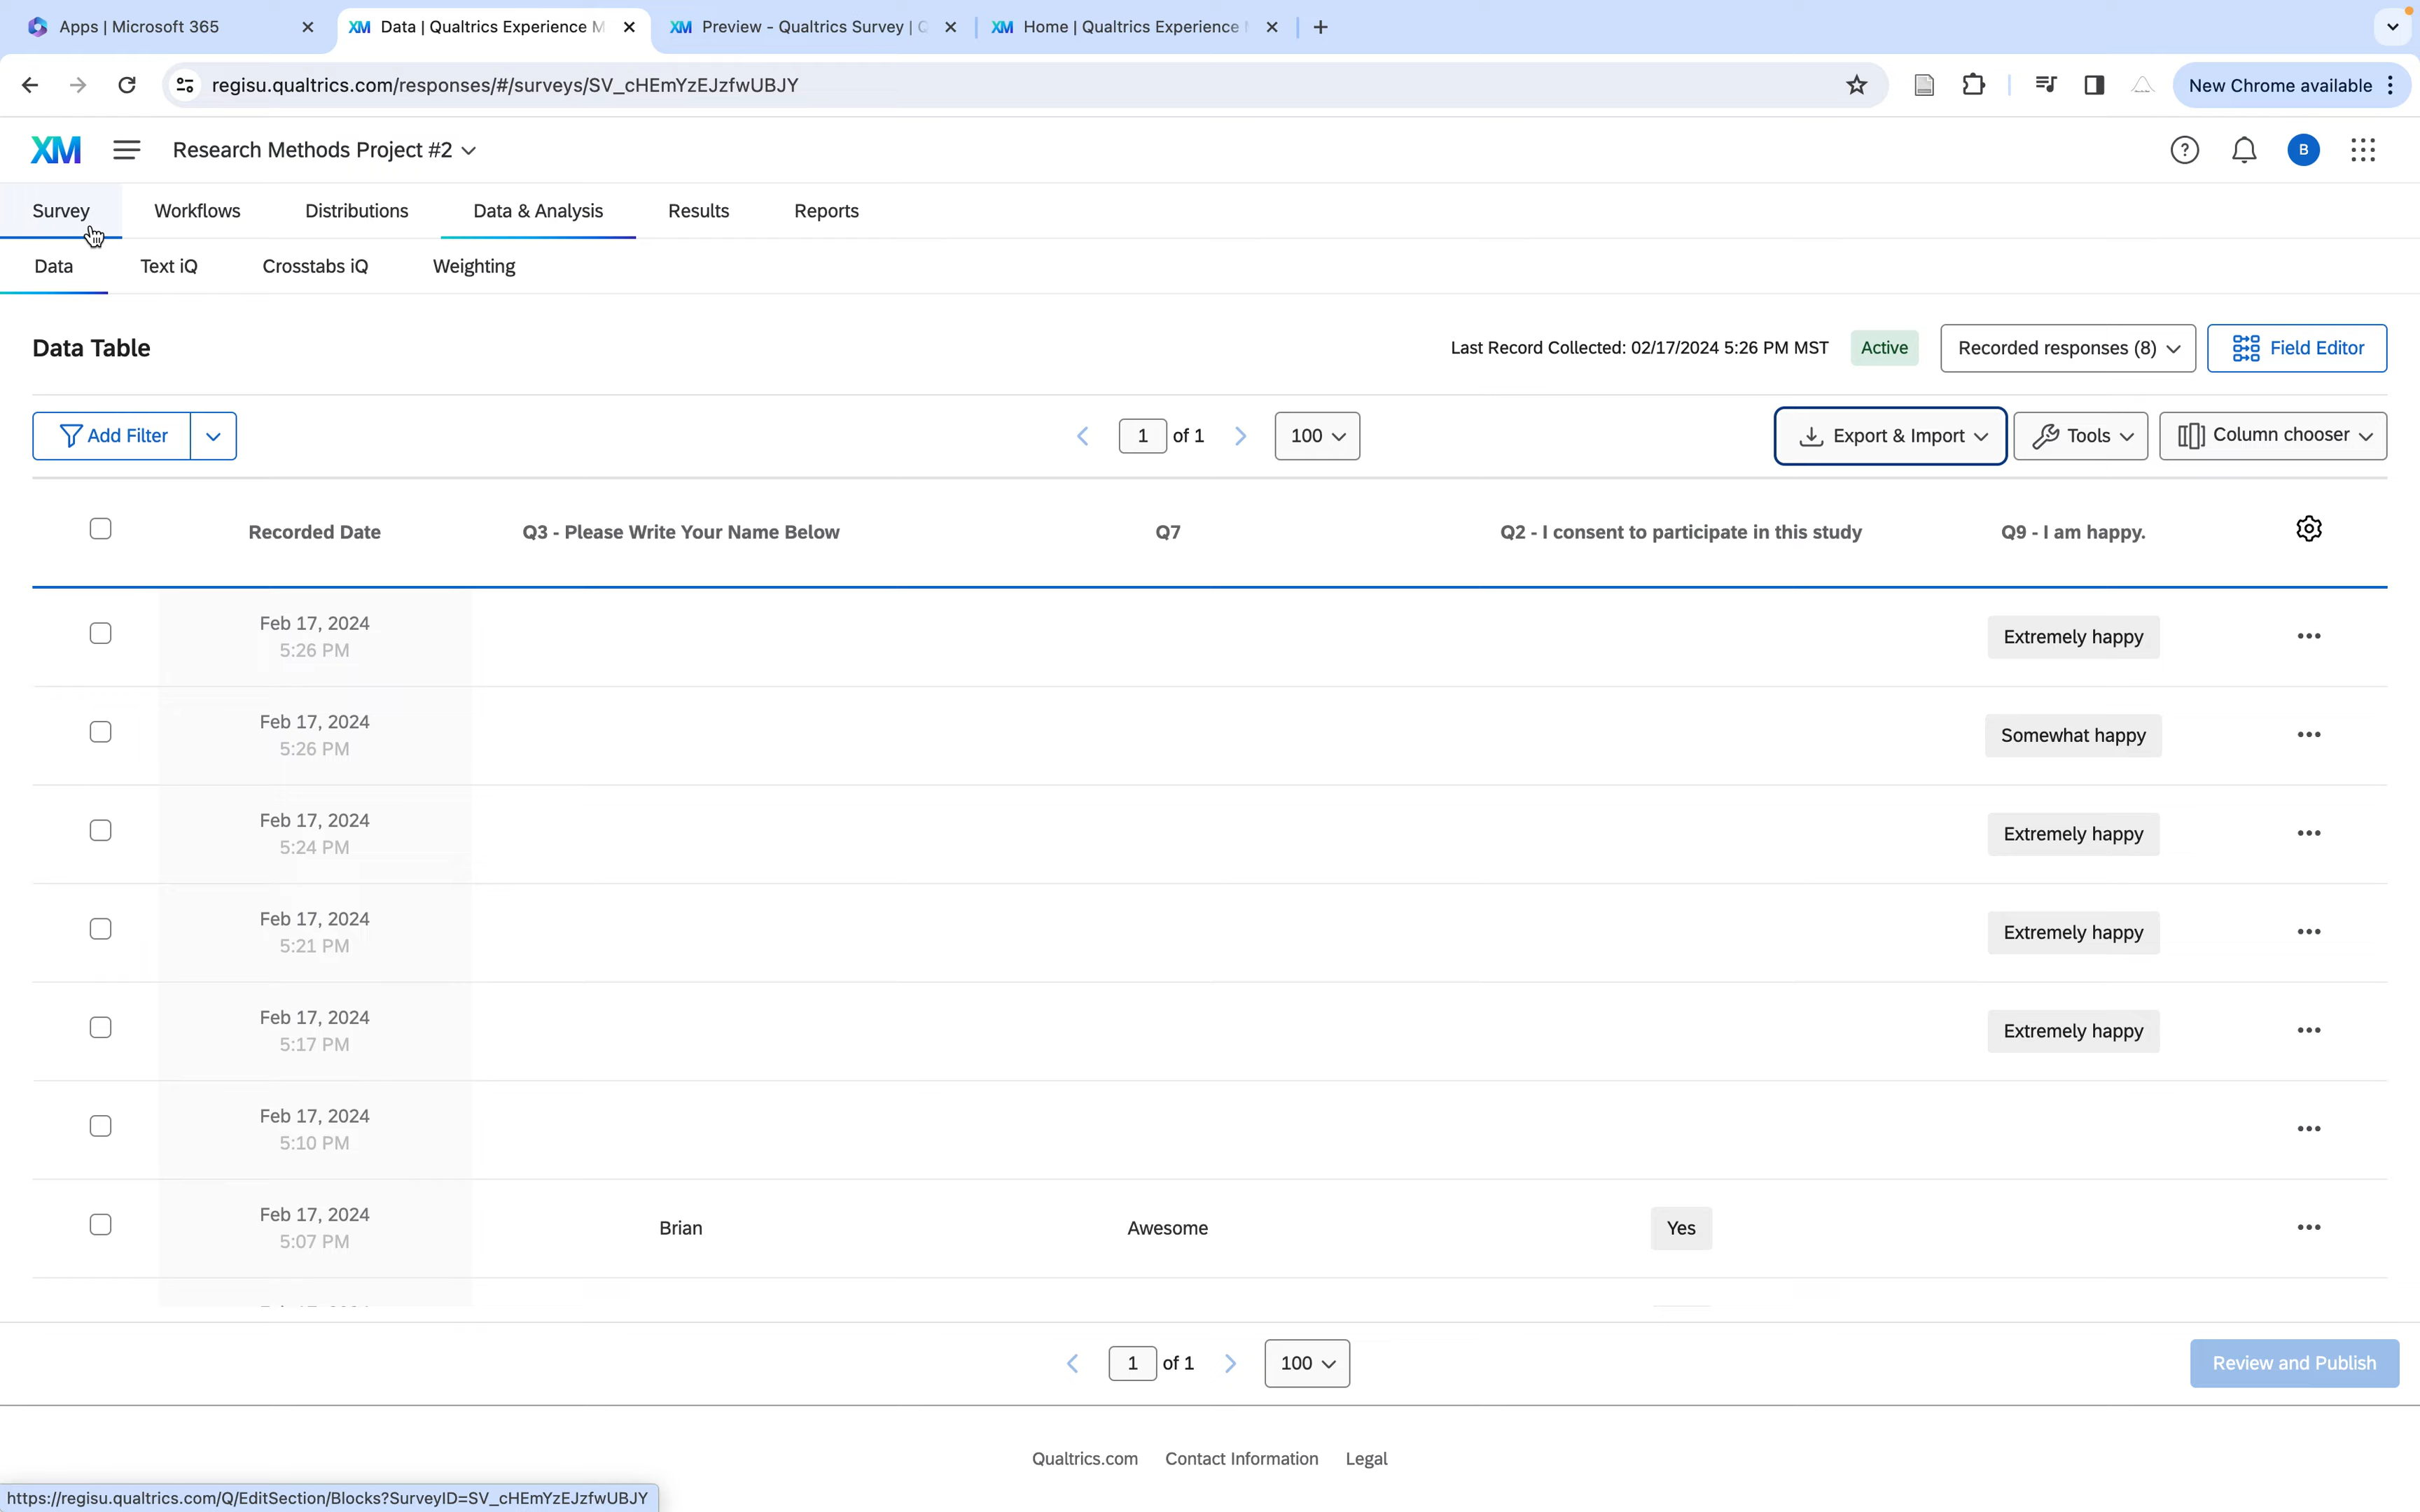 Apps | Microsoft 365
Data | Qualtrics Experience M
Preview - Qualtrics Survey | Q
Home | Qualtrics Experience
regisu.qualtrics.com/responses/#/surveys/SV_cHEmYzEJzfwUBJY
New Chrome available
XM
Research Methods Project #2
B
Survey
Workflows
Distributions
Data & Analysis
Results
Reports
Data
Text iQ
Crosstabs iQ
Weighting
Data Table
Last Record Collected: 02/17/2024 5:26 PM MST
Active
Recorded responses (8)
Field Editor
Add Filter
1 of 1
100
Export & Import
Tools
Column chooser
Recorded Date
Q3 - Please Write Your Name Below
Q7
Q2 - I consent to participate in this study
Q9 - I am happy.
Feb 17, 2024
5:26 PM
Extremely happy
Feb 17, 2024
5:26 PM
Somewhat happy
Feb 17, 2024
5:24 PM
Extremely happy
Feb 17, 2024
5:21 PM
Extremely happy
Feb 17, 2024
5:17 PM
Extremely happy
Feb 17, 2024
5:10 PM
Feb 17, 2024
5:07 PM
Brian
Awesome
Yes
1 of 1
100
Review and Publish
Qualtrics.com
Contact Information
Legal
https://regisu.qualtrics.com/Q/EditSection/Blocks?SurveyID=SV_cHEmYzEJzfwUBJY